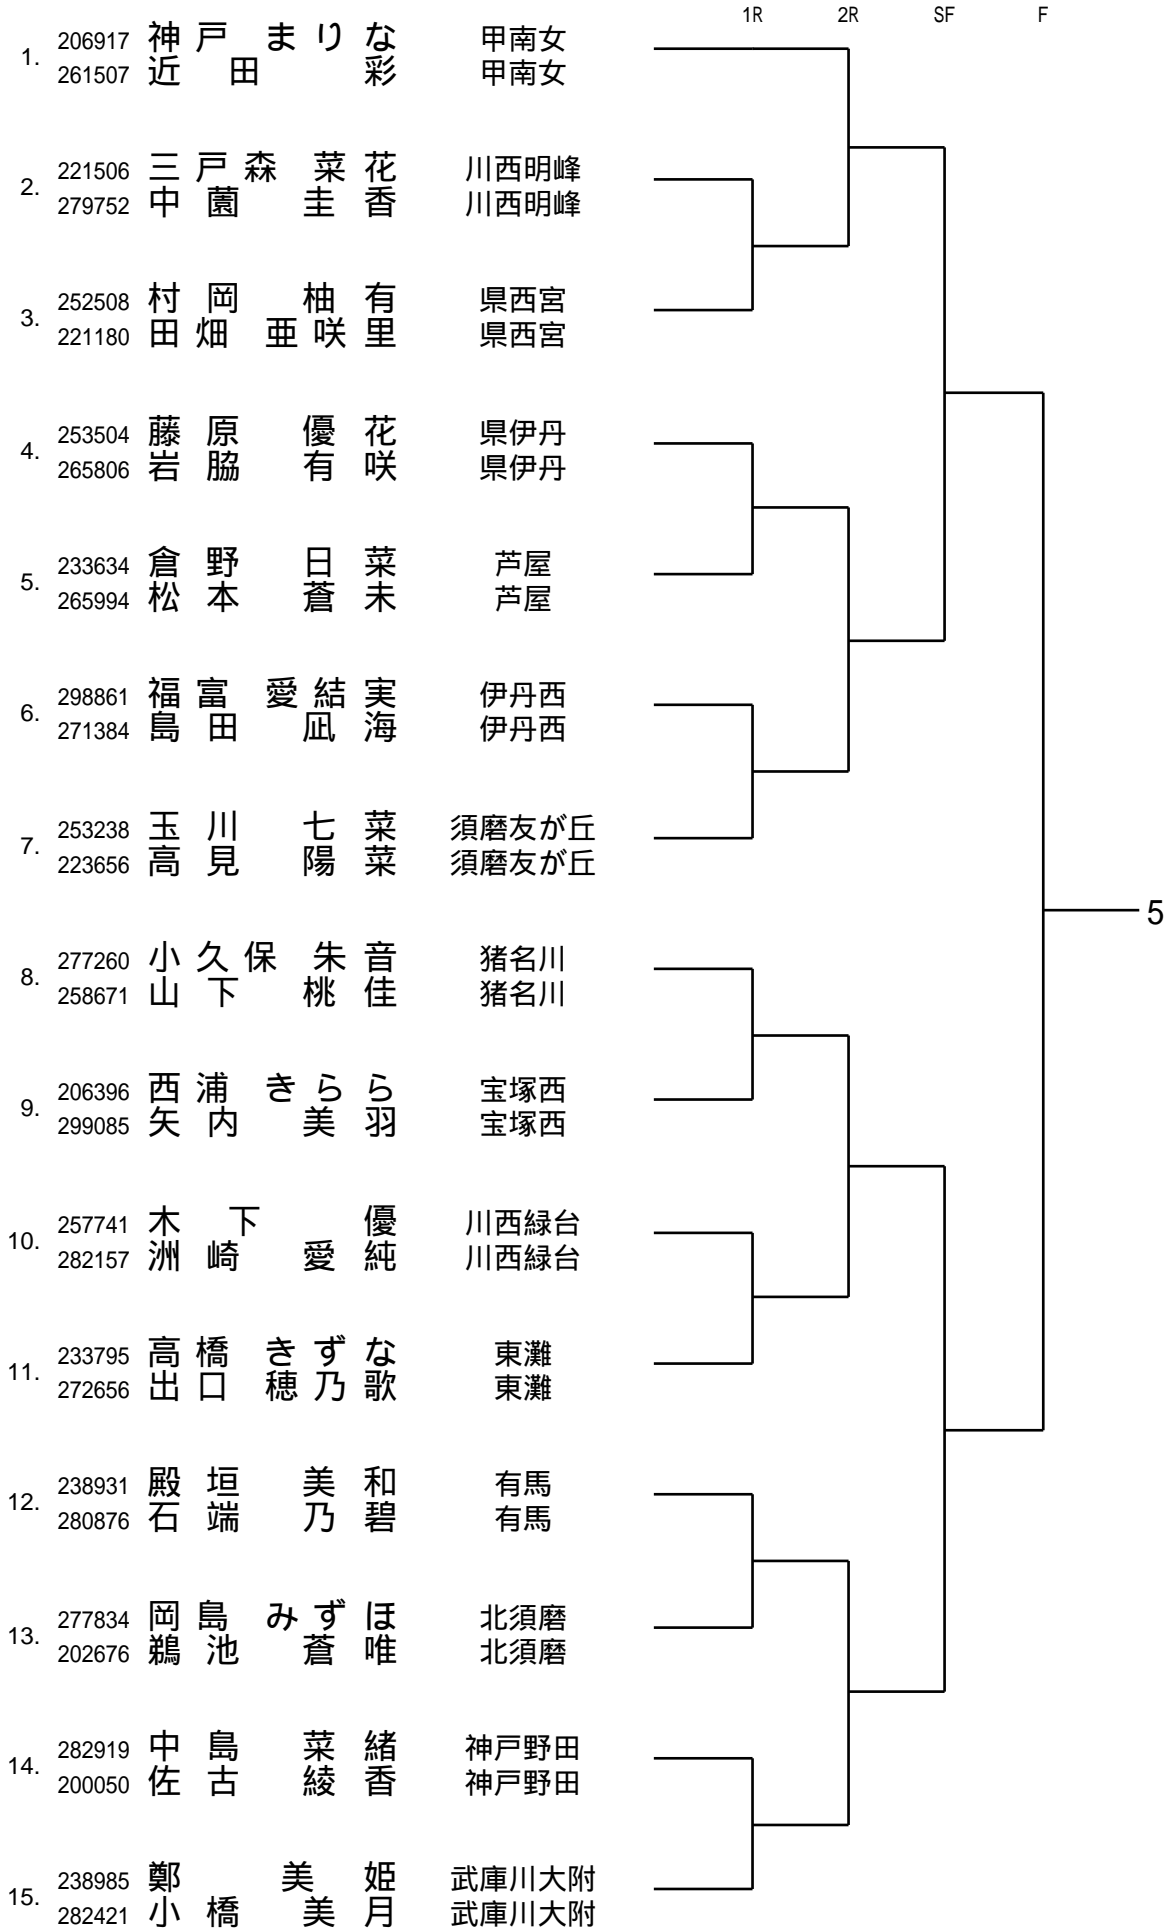 1R 2R SF F
1. 206917 神戸 まりな 甲南女
261507 近田 彩 甲南女
2. 221506 三戸森 菜花 川西明峰
279752 中薗 圭香 川西明峰
3. 252508 村岡 柚有 県西宮
221180 田畑 亜咲里 県西宮
4. 253504 藤原 優花 県伊丹
265806 岩脇 有咲 県伊丹
5. 233634 倉野 日菜 芦屋
265994 松本 蒼未 芦屋
6. 298861 福富 愛結実 伊丹西
271384 島田 凪海 伊丹西
7. 253238 玉川 七菜 須磨友が丘
223656 高見 陽菜 須磨友が丘
5
8. 277260 小久保 朱音 猪名川
258671 山下 桃佳 猪名川
9. 206396 西浦 きらら 宝塚西
299085 矢内 美羽 宝塚西
10. 257741 木下 優 川西緑台
282157 洲崎 愛純 川西緑台
11. 233795 高橋 きずな 東灘
272656 出口 穂乃歌 東灘
12. 238931 殿垣 美和 有馬
280876 石端 乃碧 有馬
13. 277834 岡島 みずほ 北須磨
202676 鵜池 蒼唯 北須磨
14. 282919 中島 菜緒 神戸野田
200050 佐古 綾香 神戸野田
15. 238985 鄭 美姫 武庫川大附
282421 小橋 美月 武庫川大附